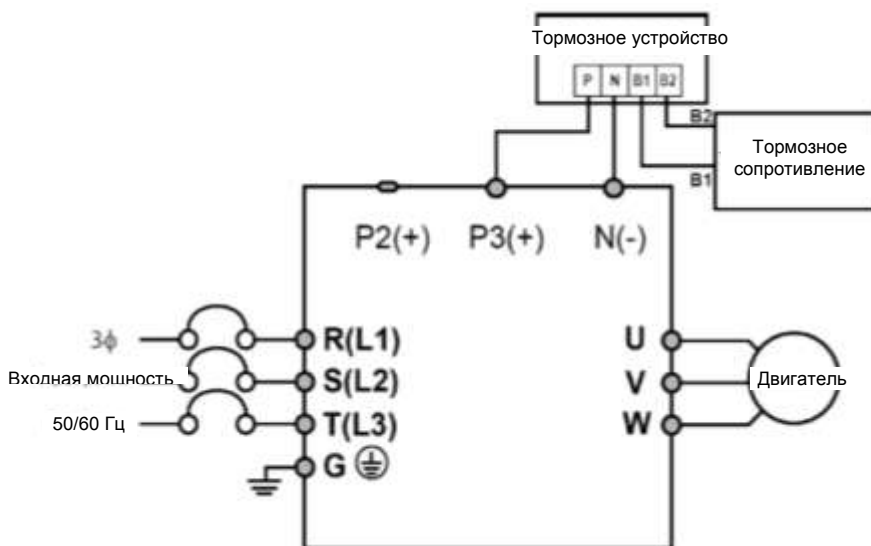 Тормозное устройство
P N B1 B2
B2
Тормозное
сопротивление
B1
P2(+) P3(+) N(-)
3ϕ
R(L1)
U
Входная мощность
S(L2)
V
Двигатель
50/60 Гц
T(L3)
W
G